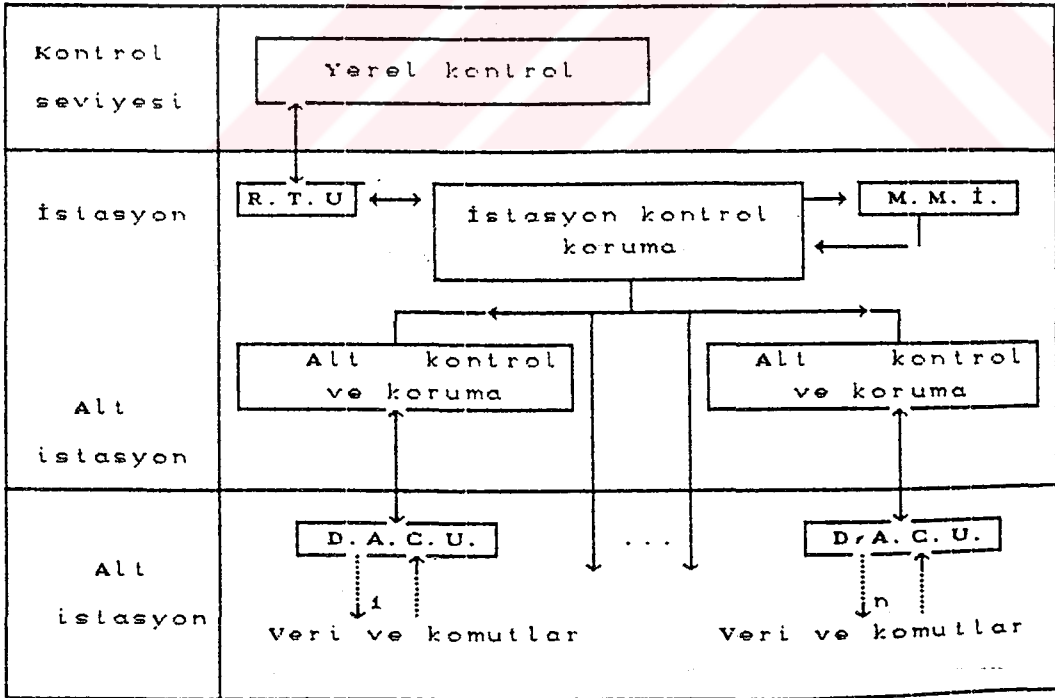 Kontrol
seviyesi
Yerel kontrol
İstasyon
R. T. U
İstasyon kontrol
koruma
M. M. İ.
Alt kontrol
ve koruma
Alt kontrol
ve koruma
Alt
istasyon
Alt
istasyon
D. A. C. U.
...
D. A. C. U.
1
n
Veri ve komutlar
Veri ve komutlar